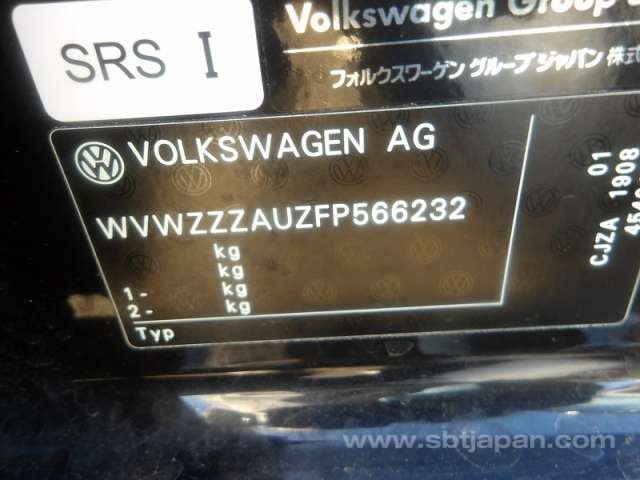 SRS I
Volkswagen Group
フォルクスワーゲン グループ ジャパン 株式
VOLKSWAGEN AG
WVWZZZAUZFP566232
kg
kg
1- kg
2- kg
Typ
01
CJZA 1908
www.sbtjapan.com